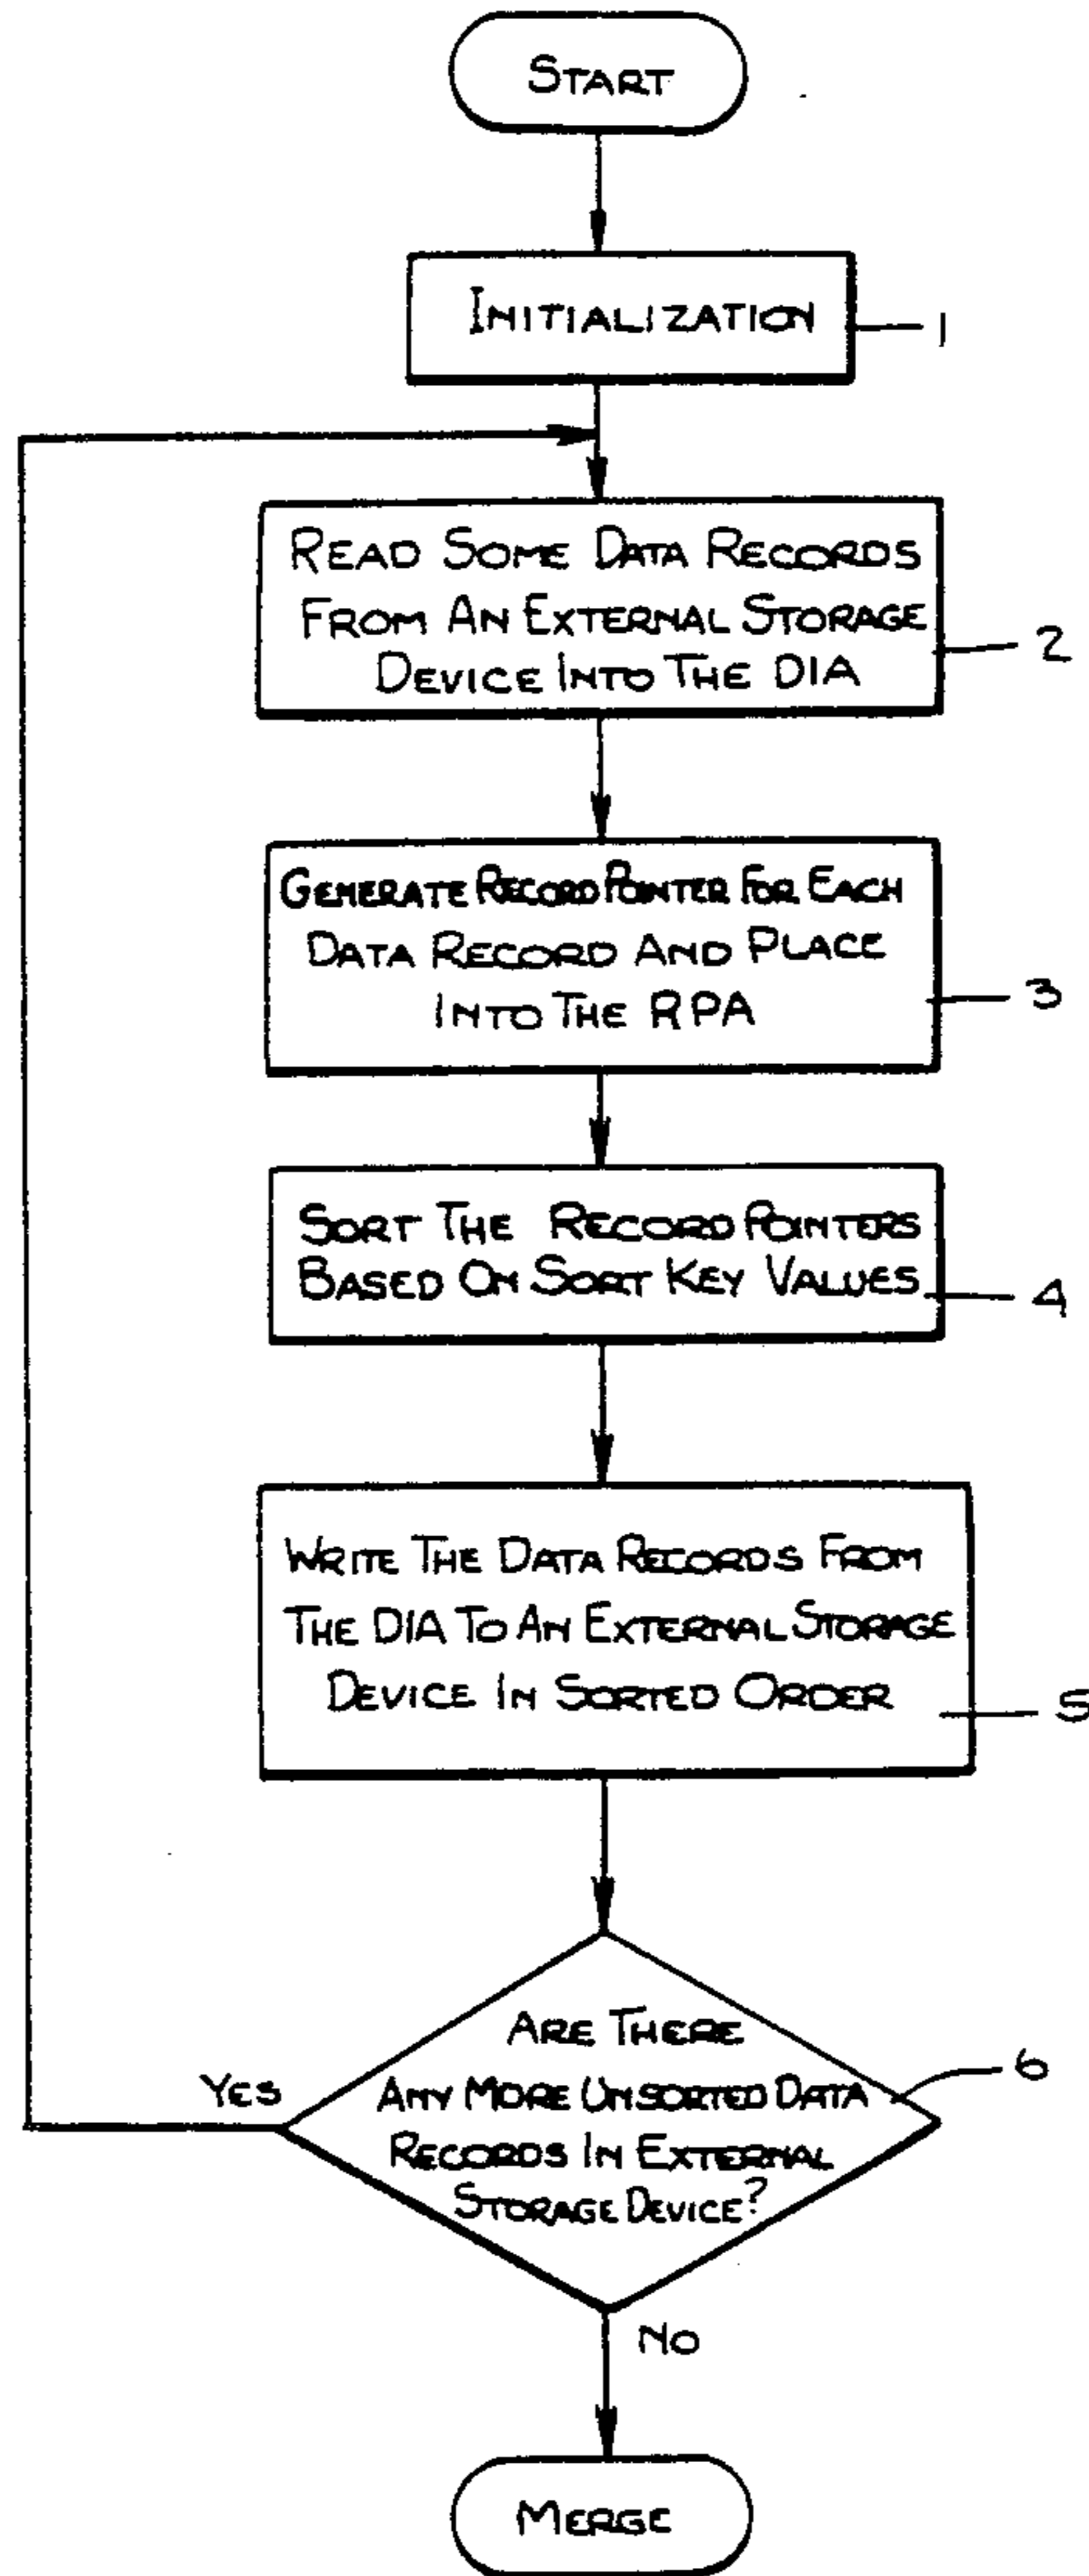 START
INITIALIZATION
1
READ SOME DATA RECORDS
FROM AN EXTERNAL STORAGE
DEVICE INTO THE DIA
2
GENERATE RECORD POINTER FOR EACH
DATA RECORD AND PLACE
INTO THE RPA
3
SORT THE RECORD POINTERS
BASED ON SORT KEY VALUES
4
WRITE THE DATA RECORDS FROM
THE DIA TO AN EXTERNAL STORAGE
DEVICE IN SORTED ORDER
5
ARE THERE
ANY MORE UNSORTED DATA
RECORDS IN EXTERNAL
STORAGE DEVICE?
6
YES
NO
MERGE